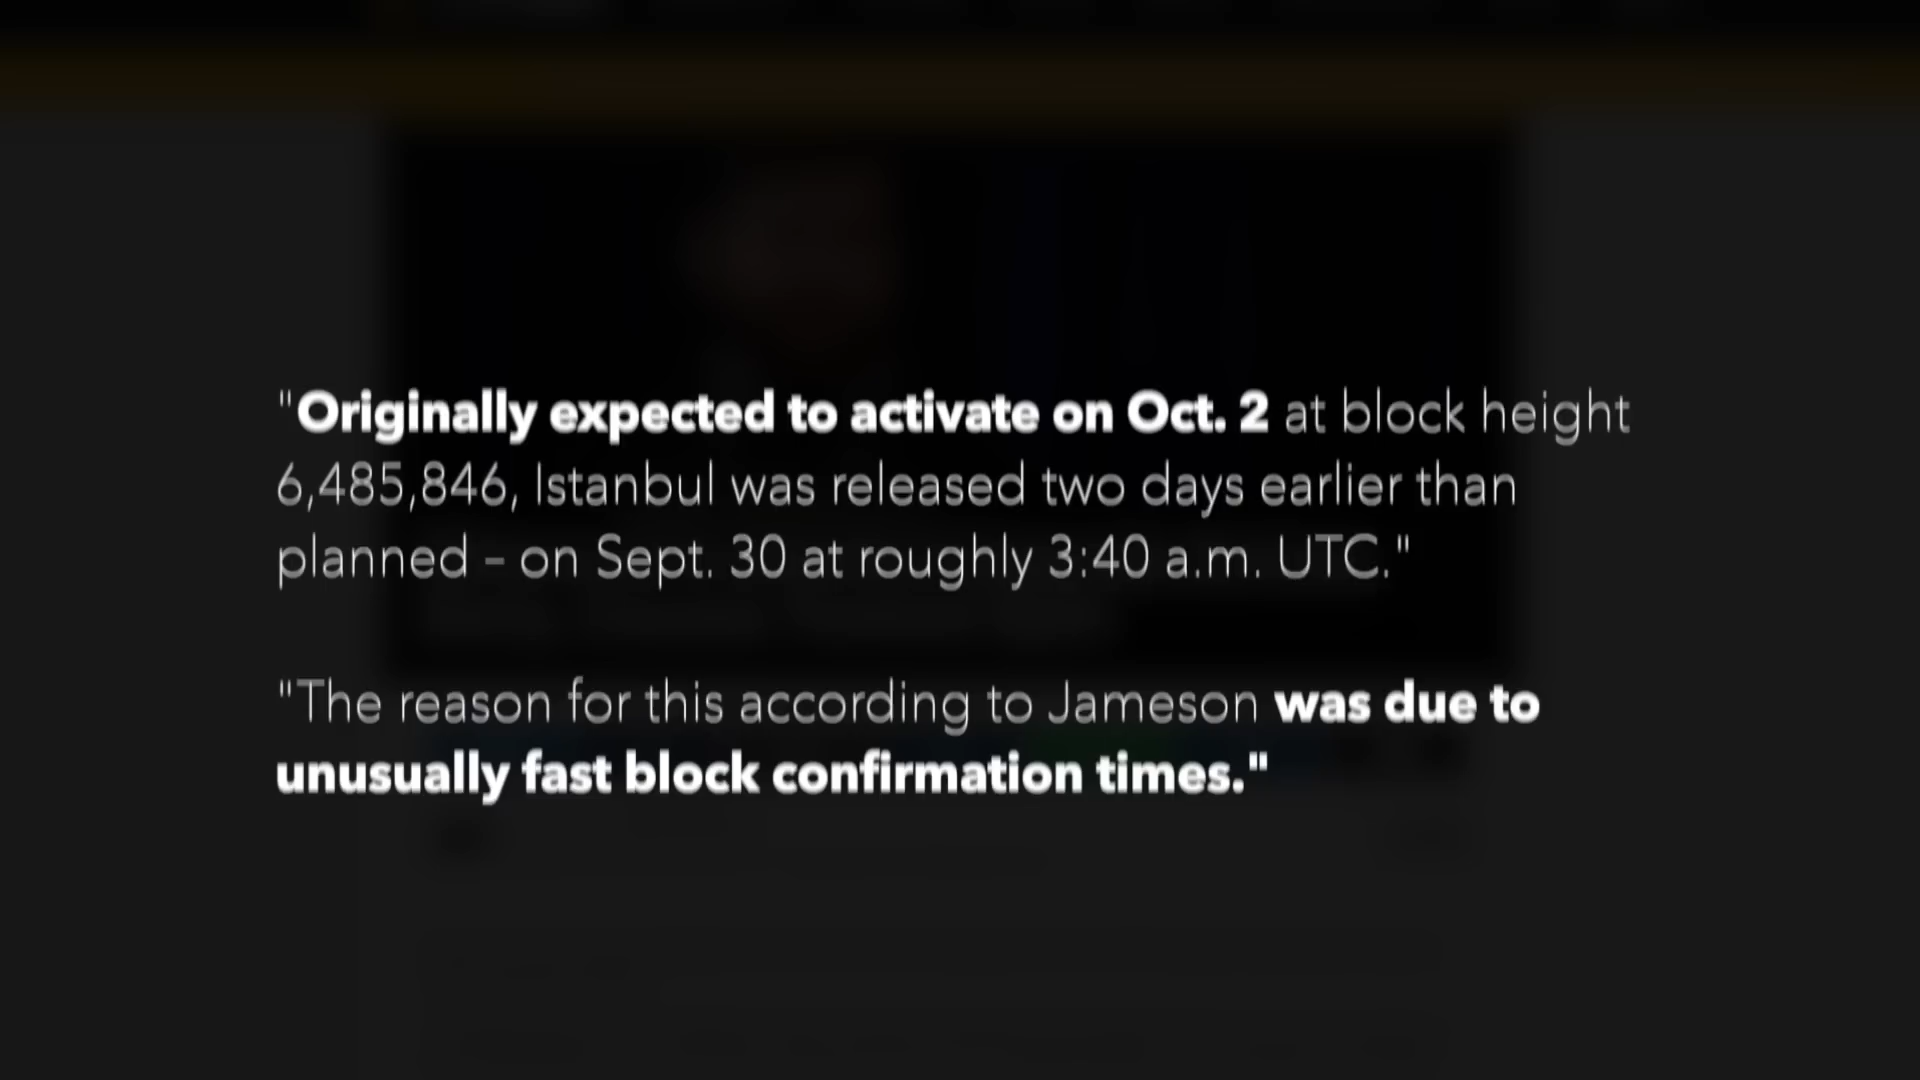 "Originally expected to activate on Oct. 2 at block height
6,485,846, Istanbul was released two days earlier than
planned – on Sept. 30 at roughly 3:40 a.m. UTC."
"The reason for this according to Jameson was due to
unusually fast block confirmation times."